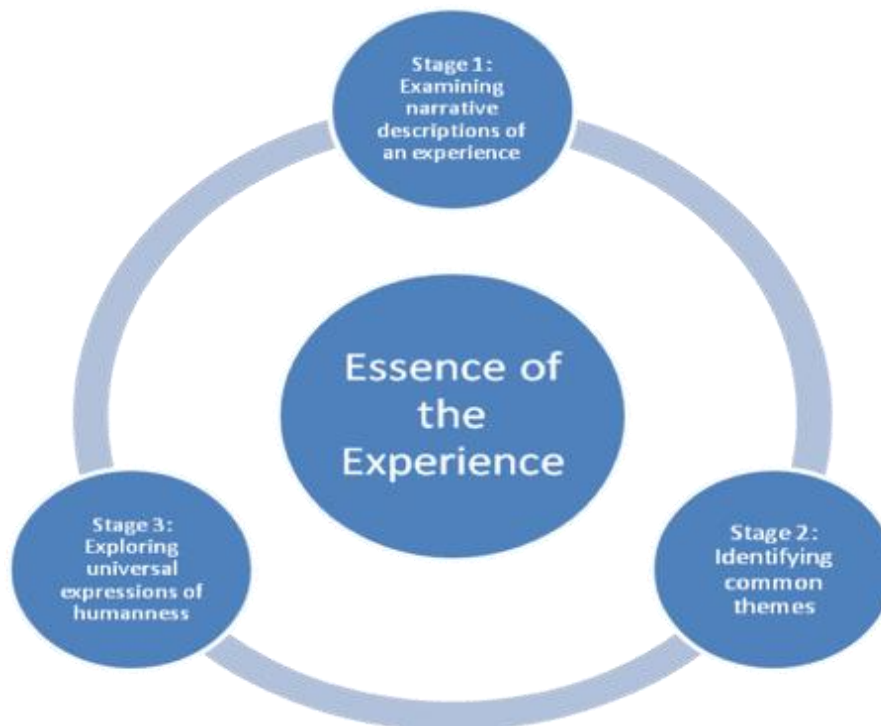 Stage 1:
Examining
narrative
descriptions of
an experience
Essence of
the
Experience
Stage 2:
Identifying
common
themes
Stage 3:
Exploring
universal
expressions of
humanness